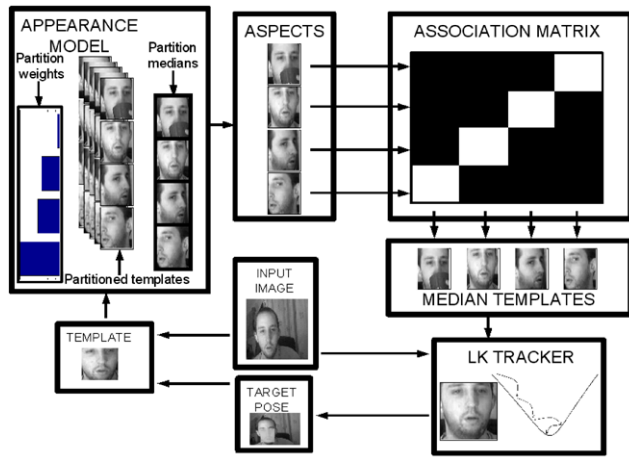 APPEARANCE
MODEL
Partition
weights
Partition
medians
Partitioned templates
ASPECTS
ASSOCIATION MATRIX
MEDIAN TEMPLATES
INPUT
IMAGE
TEMPLATE
TARGET
POSE
LK TRACKER